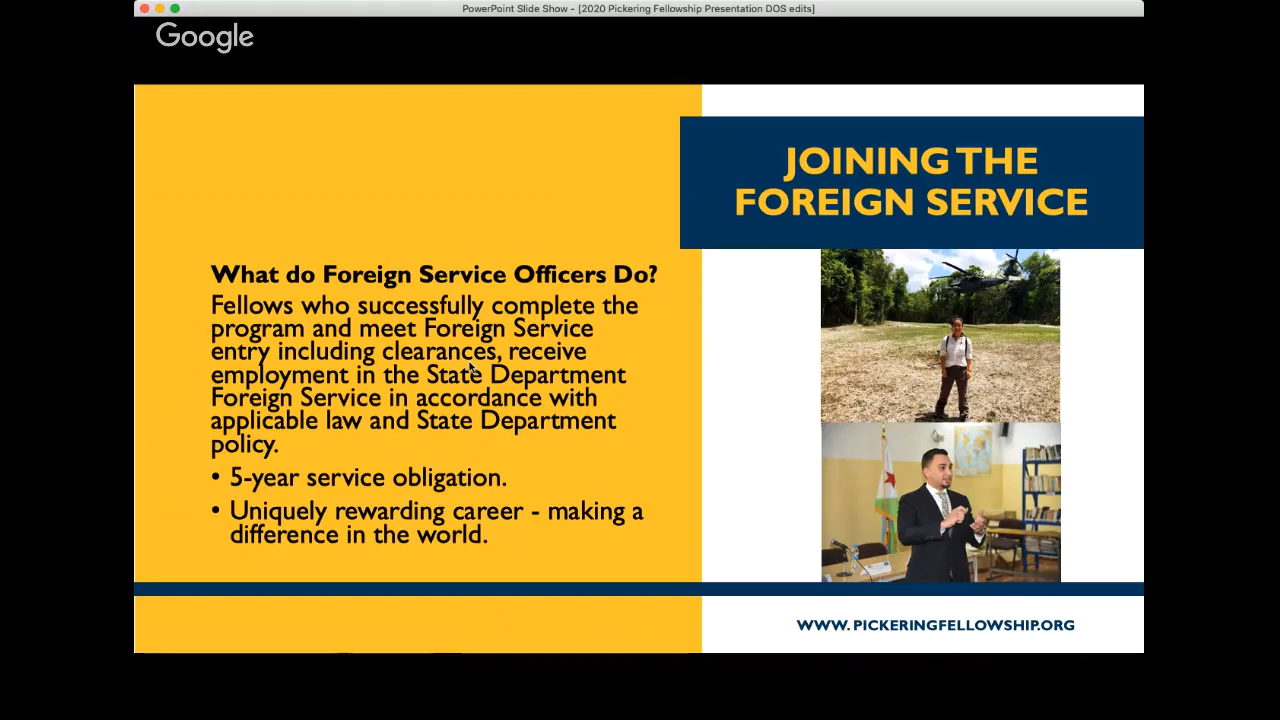 PowerPoint Slide Show - [2020 Pickering Fellowship Presentation DOS edits]
Google
JOINING THE
FOREIGN SERVICE
What do Foreign Service Officers Do?
Fellows who successfully complete the
program and meet Foreign Service
entry including clearances, receive
employment in the State Department
Foreign Service in accordance with
applicable law and State Department
policy.
• 5-year service obligation.
• Uniquely rewarding career - making a
difference in the world.
WWW. PICKERINGFELLOWSHIP.ORG